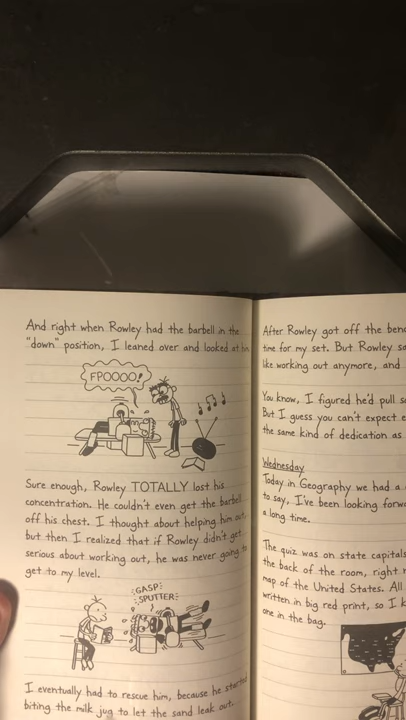 And right when Rowley had the barbell in the
"down" position, I leaned over and looked at him
FPOOOO!
Sure enough, Rowley TOTALLY lost his
concentration. He couldn't even get the barbell
off his chest. I thought about helping him out,
but then I realized that if Rowley didn't get
serious about working out, he was never going to
get to my level.
GASP
SPUTTER
I eventually had to rescue him, because he started
biting the milk jug to let the sand leak out.
After Rowley got off the
time for my set. But Rowley
like working out anymore, and
You know, I figured he'd pull
But I guess you can't expect
the same kind of dedication as
Wednesday
Today in Geography we had a
to say, I've been looking
a long time.
The quiz was on state capitals
the back of the room, right
map of the United States. All
written in big red print, so I
one in the bag.